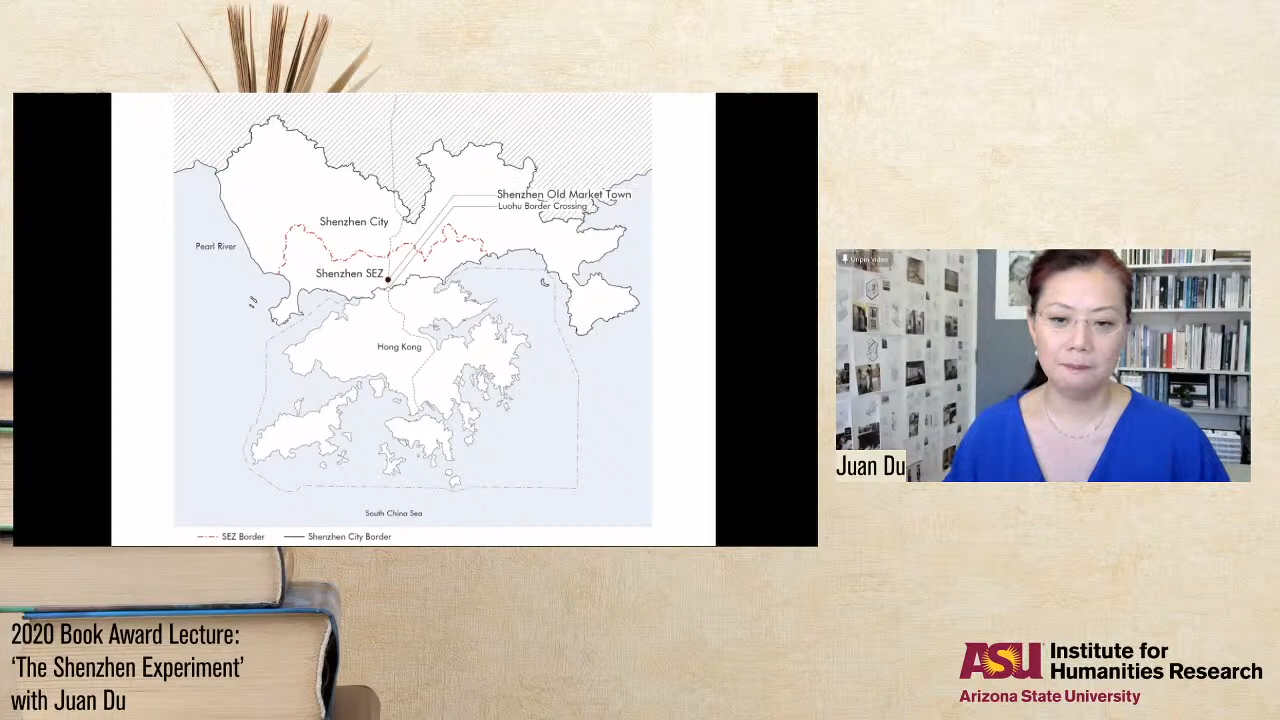 Shenzhen Old Market Town
Luohu Border Crossing
Shenzhen City
Pearl River
Shenzhen SEZ
Hong Kong
South China Sea
SEZ Border
Shenzhen City Border
Unpin Video
Juan Du
2020 Book Award Lecture:
'The Shenzhen Experiment'
with Juan Du
ASU Institute for
Humanities Research
Arizona State University